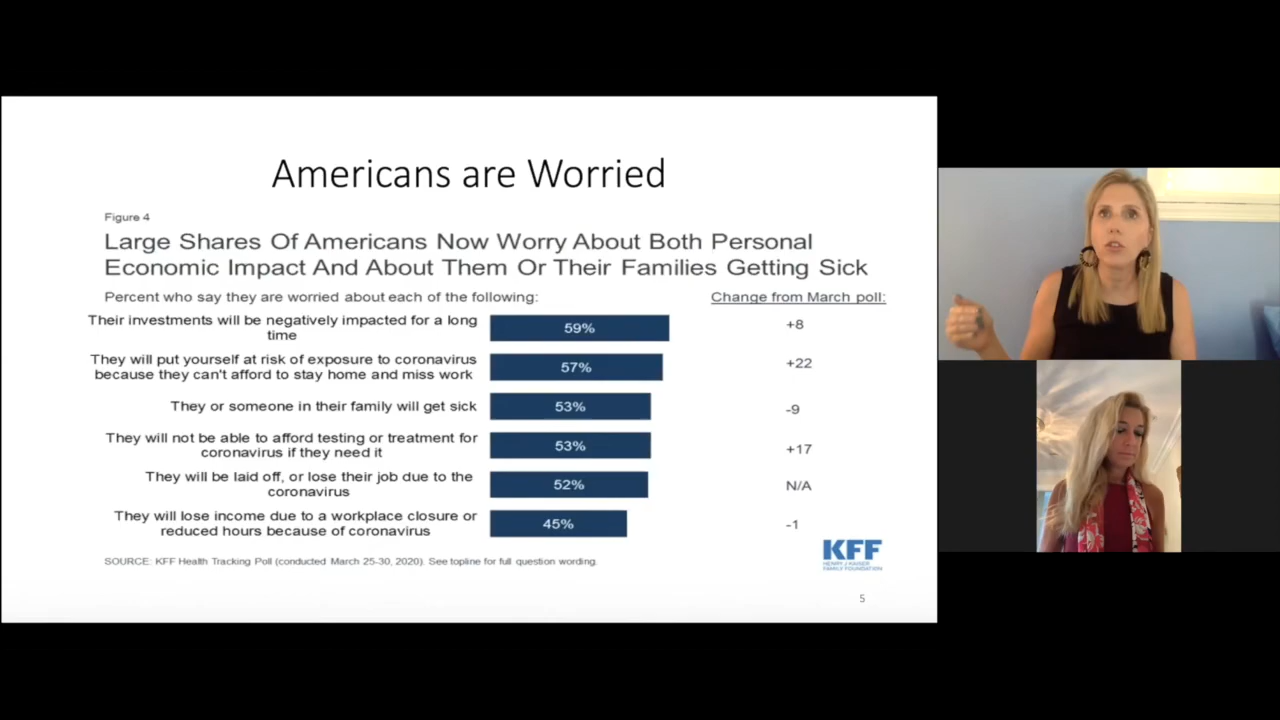 Americans are Worried
Figure 4
Large Shares Of Americans Now Worry About Both Personal
Economic Impact And About Them Or Their Families Getting Sick
Percent who say they are worried about each of the following:
Change from March poll:
Their investments will be negatively impacted for a long
time
59%
+8
They will put yourself at risk of exposure to coronavirus
because they can't afford to stay home and miss work
57%
+22
They or someone in their family will get sick
53%
-9
They will not be able to afford testing or treatment for
coronavirus if they need it
53%
+17
They will be laid off, or lose their job due to the
coronavirus
52%
N/A
They will lose income due to a workplace closure or
reduced hours because of coronavirus
45%
-1
SOURCE: KFF Health Tracking Poll (conducted March 25-30, 2020). See topline for full question wording.
KFF
HENRY J KAISER
FAMILY FOUNDATION
5